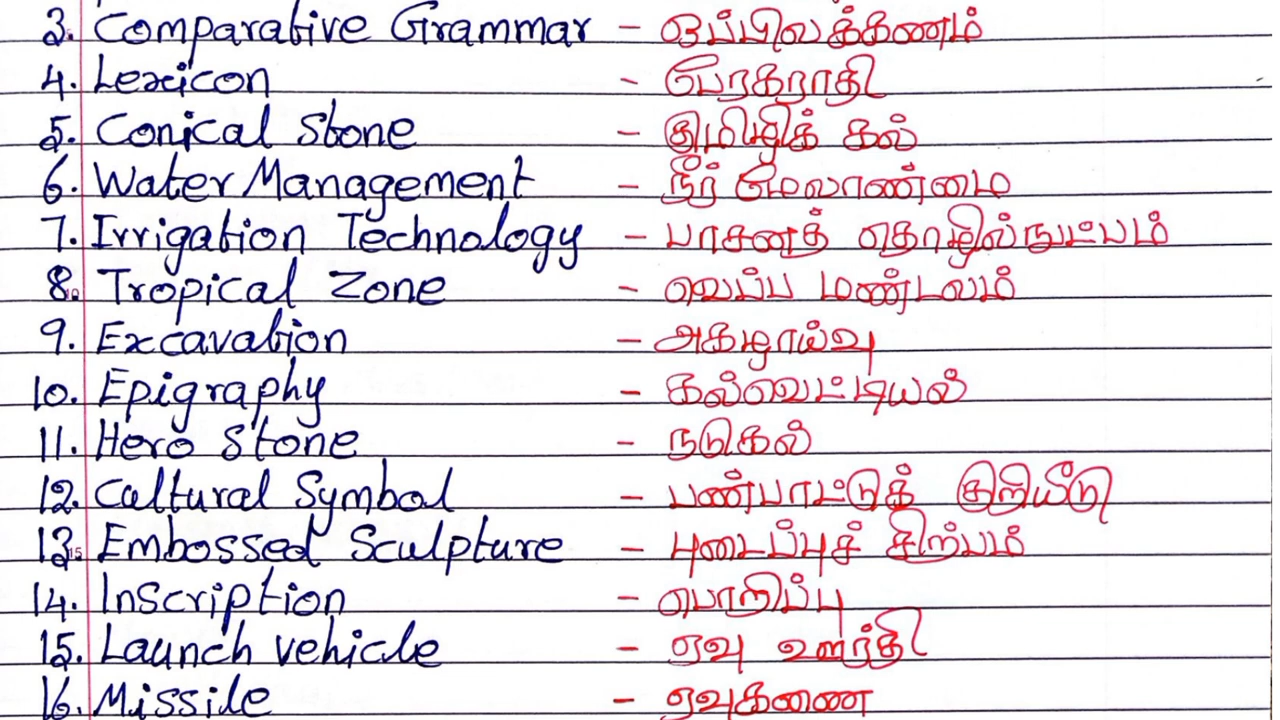 3. Comparative Grammar - ஒப்பிலக்கணம்
4. Lexicon - பேரகராதி
5. Conical Stone - குமிழிக் கல்
6. Water Management - நீர் மேலாண்மை
7. Irrigation Technology - பாசனத் தொழில்நுட்பம்
8. Tropical Zone - வெப்ப மண்டலம்
9. Excavation - அகழாய்வு
10. Epigraphy - கல்வெட்டியல்
11. Hero Stone - நடுகல்
12. Cultural Symbol - பண்பாட்டுக் குறியீடு
13. Embossed Sculpture - புடைப்புச் சிற்பம்
14. Inscription - பொறிப்பு
15. Launch vehicle - ஏவு ஊர்தி
16. Missile - ஏவுகணை